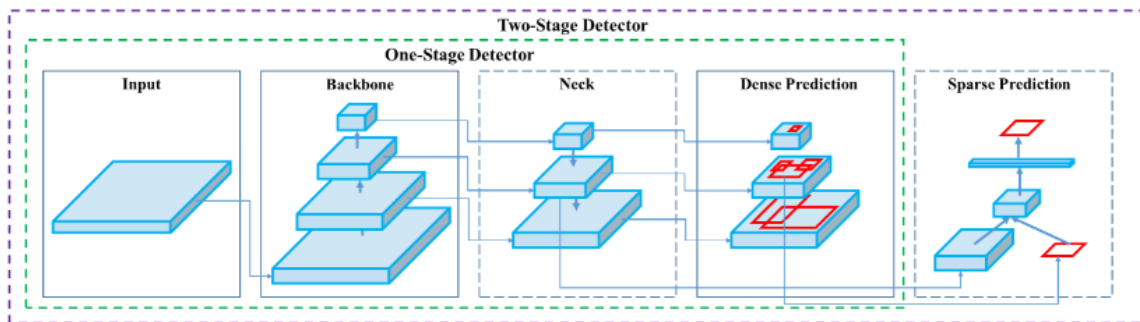 Two-Stage Detector
One-Stage Detector
Input
Backbone
Neck
Dense Prediction
Sparse Prediction